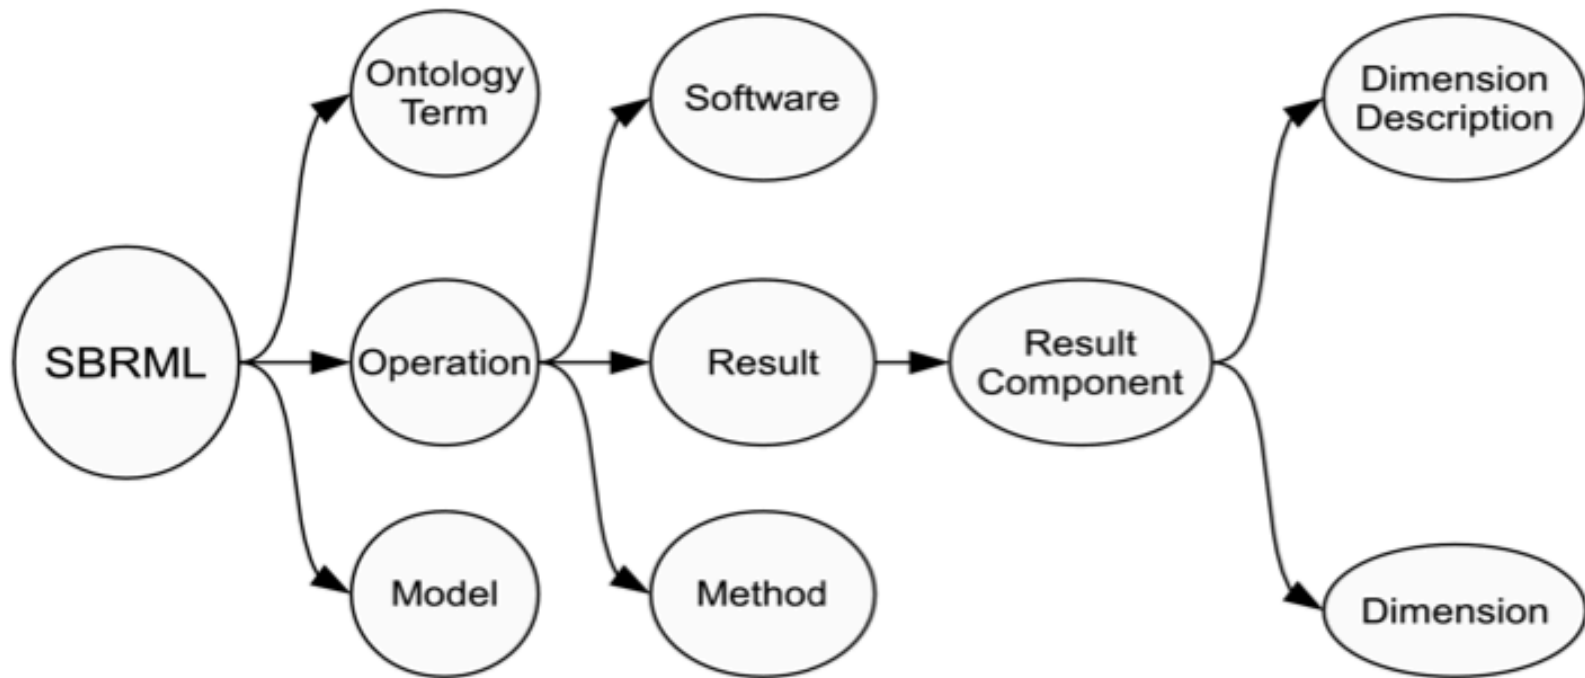 SBRML
Ontology
Term
Operation
Model
Software
Result
Method
Result
Component
Dimension
Description
Dimension